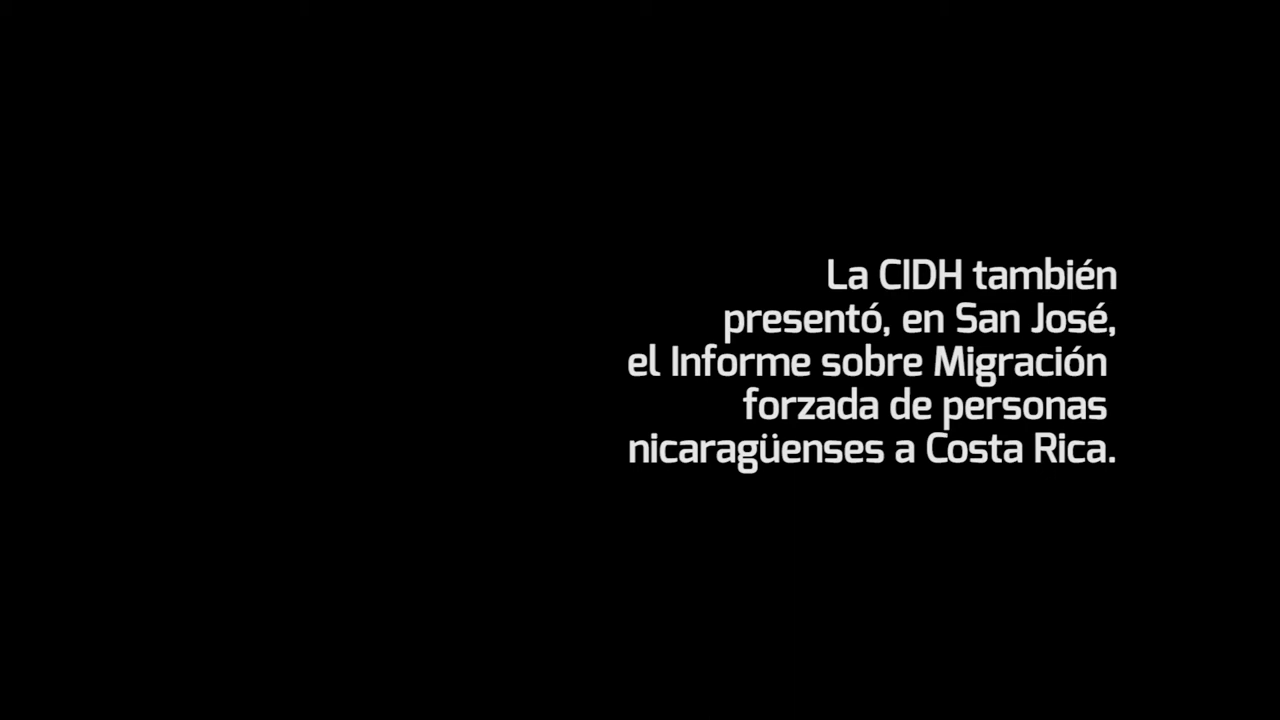 La CIDH también
presentó, en San José,
el Informe sobre Migración
forzada de personas
nicaragüenses a Costa Rica.